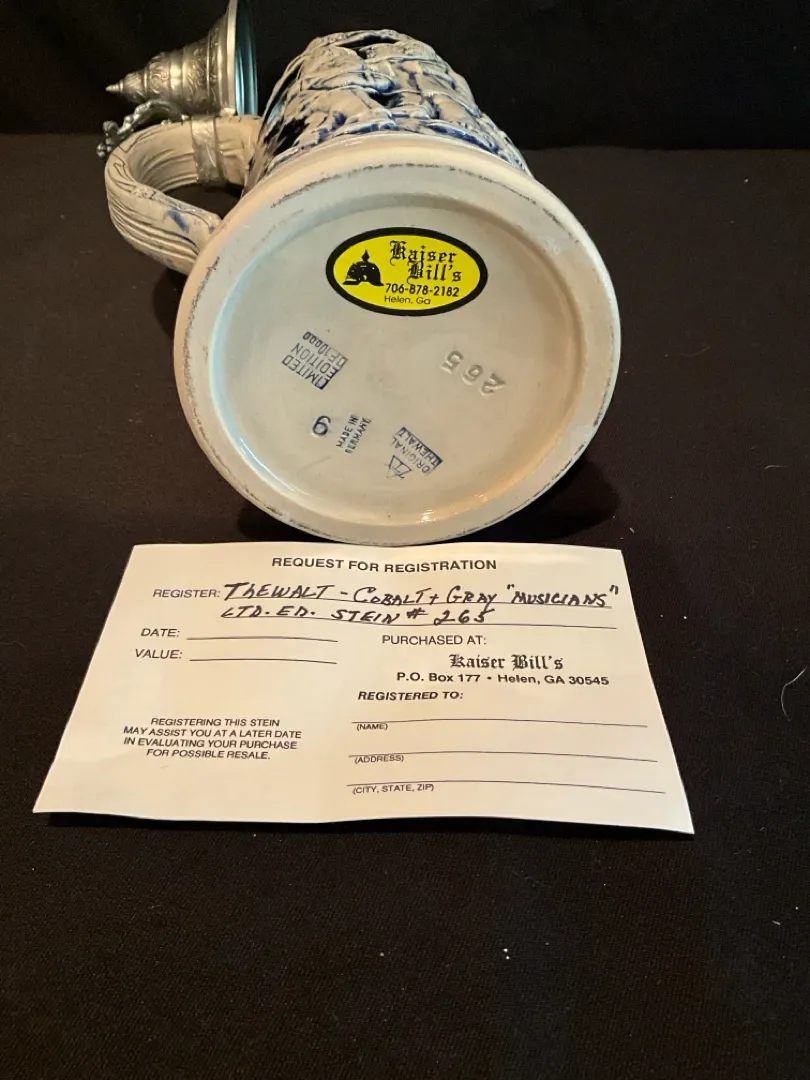 Kaiser
Bill's
706-878-2182
Helen, Ga
LIMITED
EDITION
OF 10000
265
9
MADE IN
GERMANY
ORIGINAL
THEWALT
REQUEST FOR REGISTRATION
REGISTER: THEWALT - COBALT + GRAY "MUSICIANS"
LTD. ED. STEIN # 265
DATE:
VALUE:
PURCHASED AT:
Kaiser Bill's
P.O. Box 177 • Helen, GA 30545
REGISTERED TO:
(NAME)
(ADDRESS)
(CITY, STATE, ZIP)
REGISTERING THIS STEIN
MAY ASSIST YOU AT A LATER DATE
IN EVALUATING YOUR PURCHASE
FOR POSSIBLE RESALE.